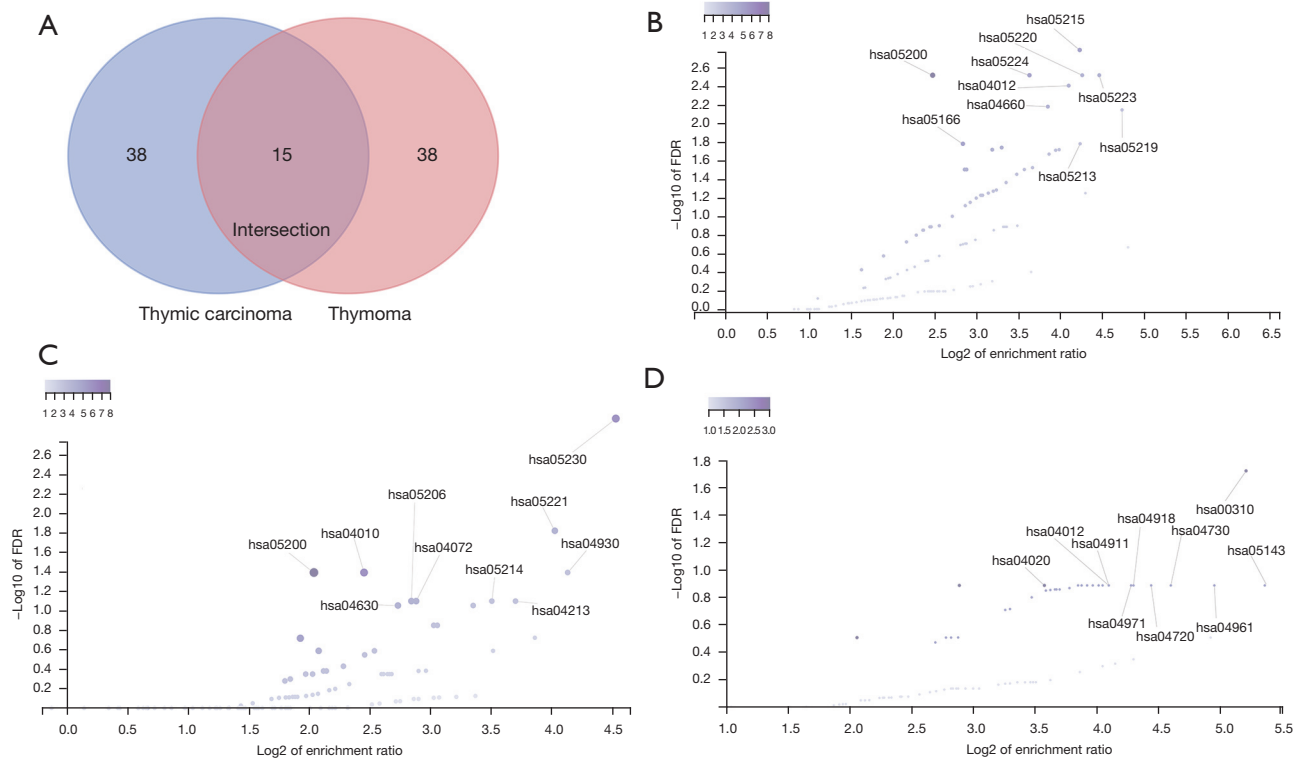 A
38
15
38
Intersection
Thymic carcinoma
Thymoma
B
1 2 3 4 5 6 7 8
hsa05215
hsa05220
hsa05200
hsa05224
hsa04012
hsa05223
hsa04660
hsa05166
hsa05219
hsa05213
−Log10 of FDR
2.6
2.4
2.2
2.0
1.8
1.6
1.4
1.2
1.0
0.8
0.6
0.4
0.2
0.0
0.0 0.5 1.0 1.5 2.0 2.5 3.0 3.5 4.0 4.5 5.0 5.5 6.0 6.5
Log2 of enrichment ratio
C
1 2 3 4 5 6 7 8
hsa05230
hsa05206
hsa05221
hsa04010
hsa05200
hsa04072
hsa04930
hsa05214
hsa04630
hsa04213
−Log10 of FDR
2.6
2.4
2.2
2.0
1.8
1.6
1.4
1.2
1.0
0.8
0.6
0.4
0.2
0.0 0.5 1.0 1.5 2.0 2.5 3.0 3.5 4.0 4.5
Log2 of enrichment ratio
D
1.0 1.5 2.0 2.5 3.0
hsa00310
hsa04918
hsa04012
hsa04730
hsa04911
hsa05143
hsa04020
hsa04971
hsa04720
hsa04961
−Log10 of FDR
1.8
1.6
1.4
1.2
1.0
0.8
0.6
0.4
0.2
1.0 1.5 2.0 2.5 3.0 3.5 4.0 4.5 5.0 5.5
Log2 of enrichment ratio